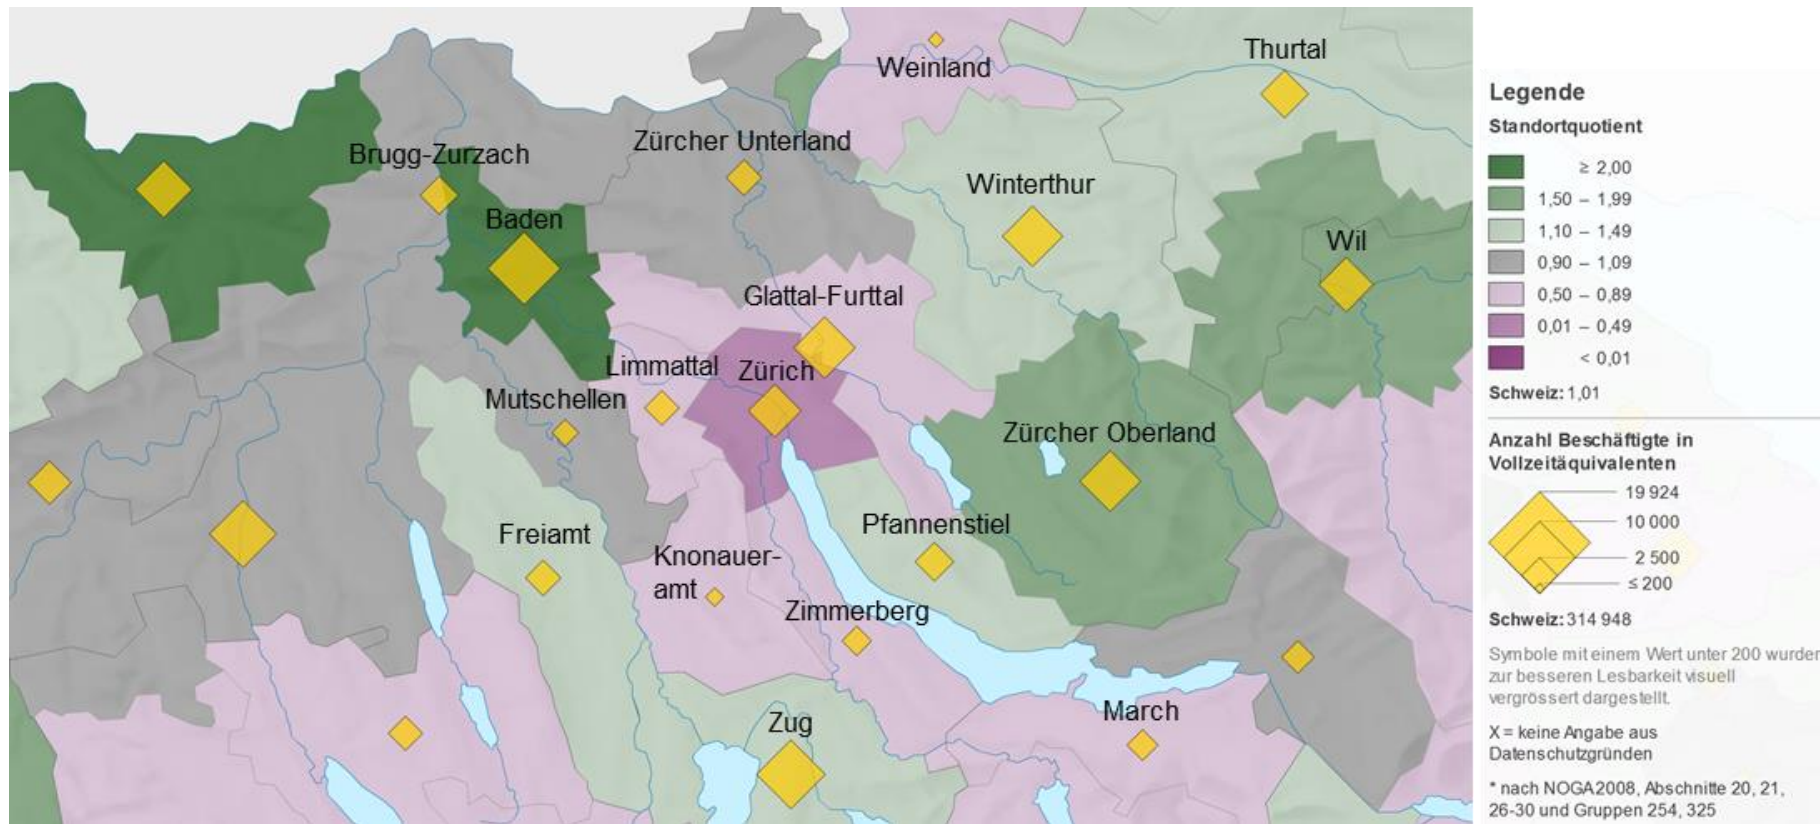 Thurtal
Weinland
Brugg-Zurzach
Zürcher Unterland
Winterthur
Baden
Wil
Glattal-Furttal
Limmattal
Zürich
Mutschellen
Zürcher Oberland
Freiamt
Pfannenstiel
Knonauer-
amt
Zimmerberg
Zug
March
Legende
Standortquotient
≥ 2,00
1,50 – 1,99
1,10 – 1,49
0,90 – 1,09
0,50 – 0,89
0,01 – 0,49
< 0,01
Schweiz: 1,01
Anzahl Beschäftigte in
Vollzeitäquivalenten
19 924
10 000
2 500
≤ 200
Schweiz: 314 948
Symbole mit einem Wert unter 200 wurden
zur besseren Lesbarkeit visuell
vergrössert dargestellt.
X = keine Angabe aus
Datenschutzgründen
* nach NOGA2008, Abschnitte 20, 21,
26-30 und Gruppen 254, 325